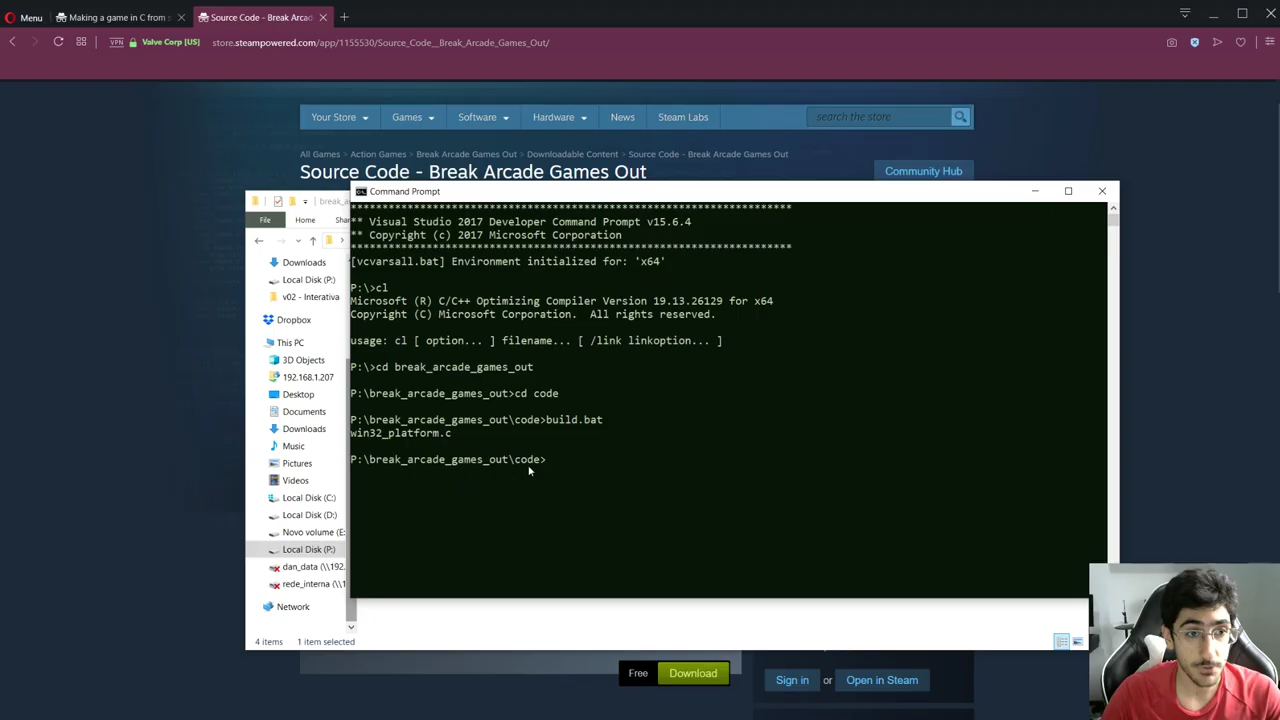 Menu
Making a game in C from s
Source Code - Break Arcad
VPN
Valve Corp [US]
store.steampowered.com/app/1155530/Source_Code__Break_Arcade_Games_Out/
Your Store
Games
Software
Hardware
News
Steam Labs
search the store
All Games > Action Games > Break Arcade Games Out > Downloadable Content > Source Code - Break Arcade Games Out
Source Code - Break Arcade Games Out
Community Hub
break_a
File
Home
Shar
Downloads
Local Disk (P:)
v02 - Interativa
Dropbox
This PC
3D Objects
192.168.1.207
Desktop
Documents
Downloads
Music
Pictures
Videos
Local Disk (C:)
Local Disk (D:)
Novo volume (E:
Local Disk (P:)
dan_data (\\192.
rede_interna (\\1
Network
4 items
1 item selected
Command Prompt
**********************************************************************
** Visual Studio 2017 Developer Command Prompt v15.6.4
** Copyright (c) 2017 Microsoft Corporation
**********************************************************************
[vcvarsall.bat] Environment initialized for: 'x64'
P:\>cl
Microsoft (R) C/C++ Optimizing Compiler Version 19.13.26129 for x64
Copyright (C) Microsoft Corporation.  All rights reserved.
usage: cl [ option... ] filename... [ /link linkoption... ]
P:\>cd break_arcade_games_out
P:\break_arcade_games_out>cd code
P:\break_arcade_games_out\code>build.bat
win32_platform.c
P:\break_arcade_games_out\code>
Free
Download
Sign in
or
Open in Steam